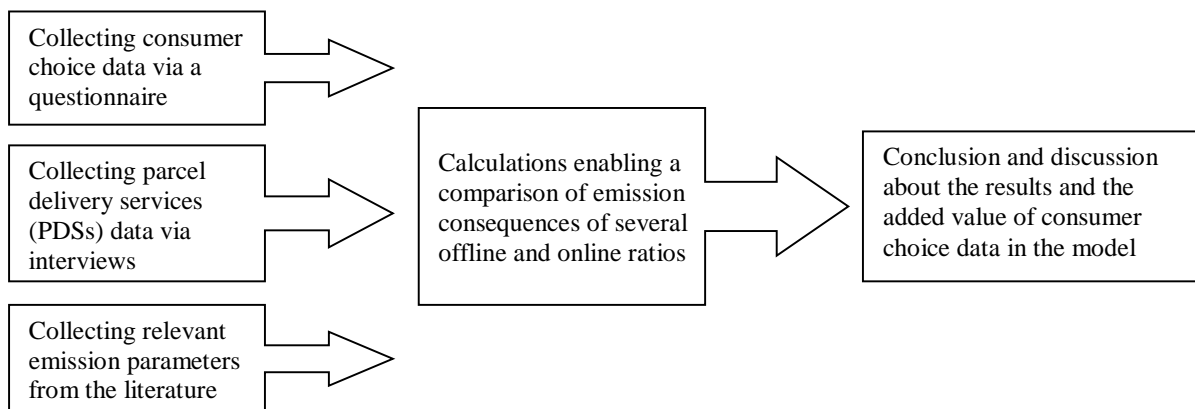 Collecting consumer
choice data via a
questionnaire
Collecting parcel
delivery services
(PDSs) data via
interviews
Collecting relevant
emission parameters
from the literature
Calculations enabling a
comparison of emission
consequences of several
offline and online ratios
Conclusion and discussion
about the results and the
added value of consumer
choice data in the model